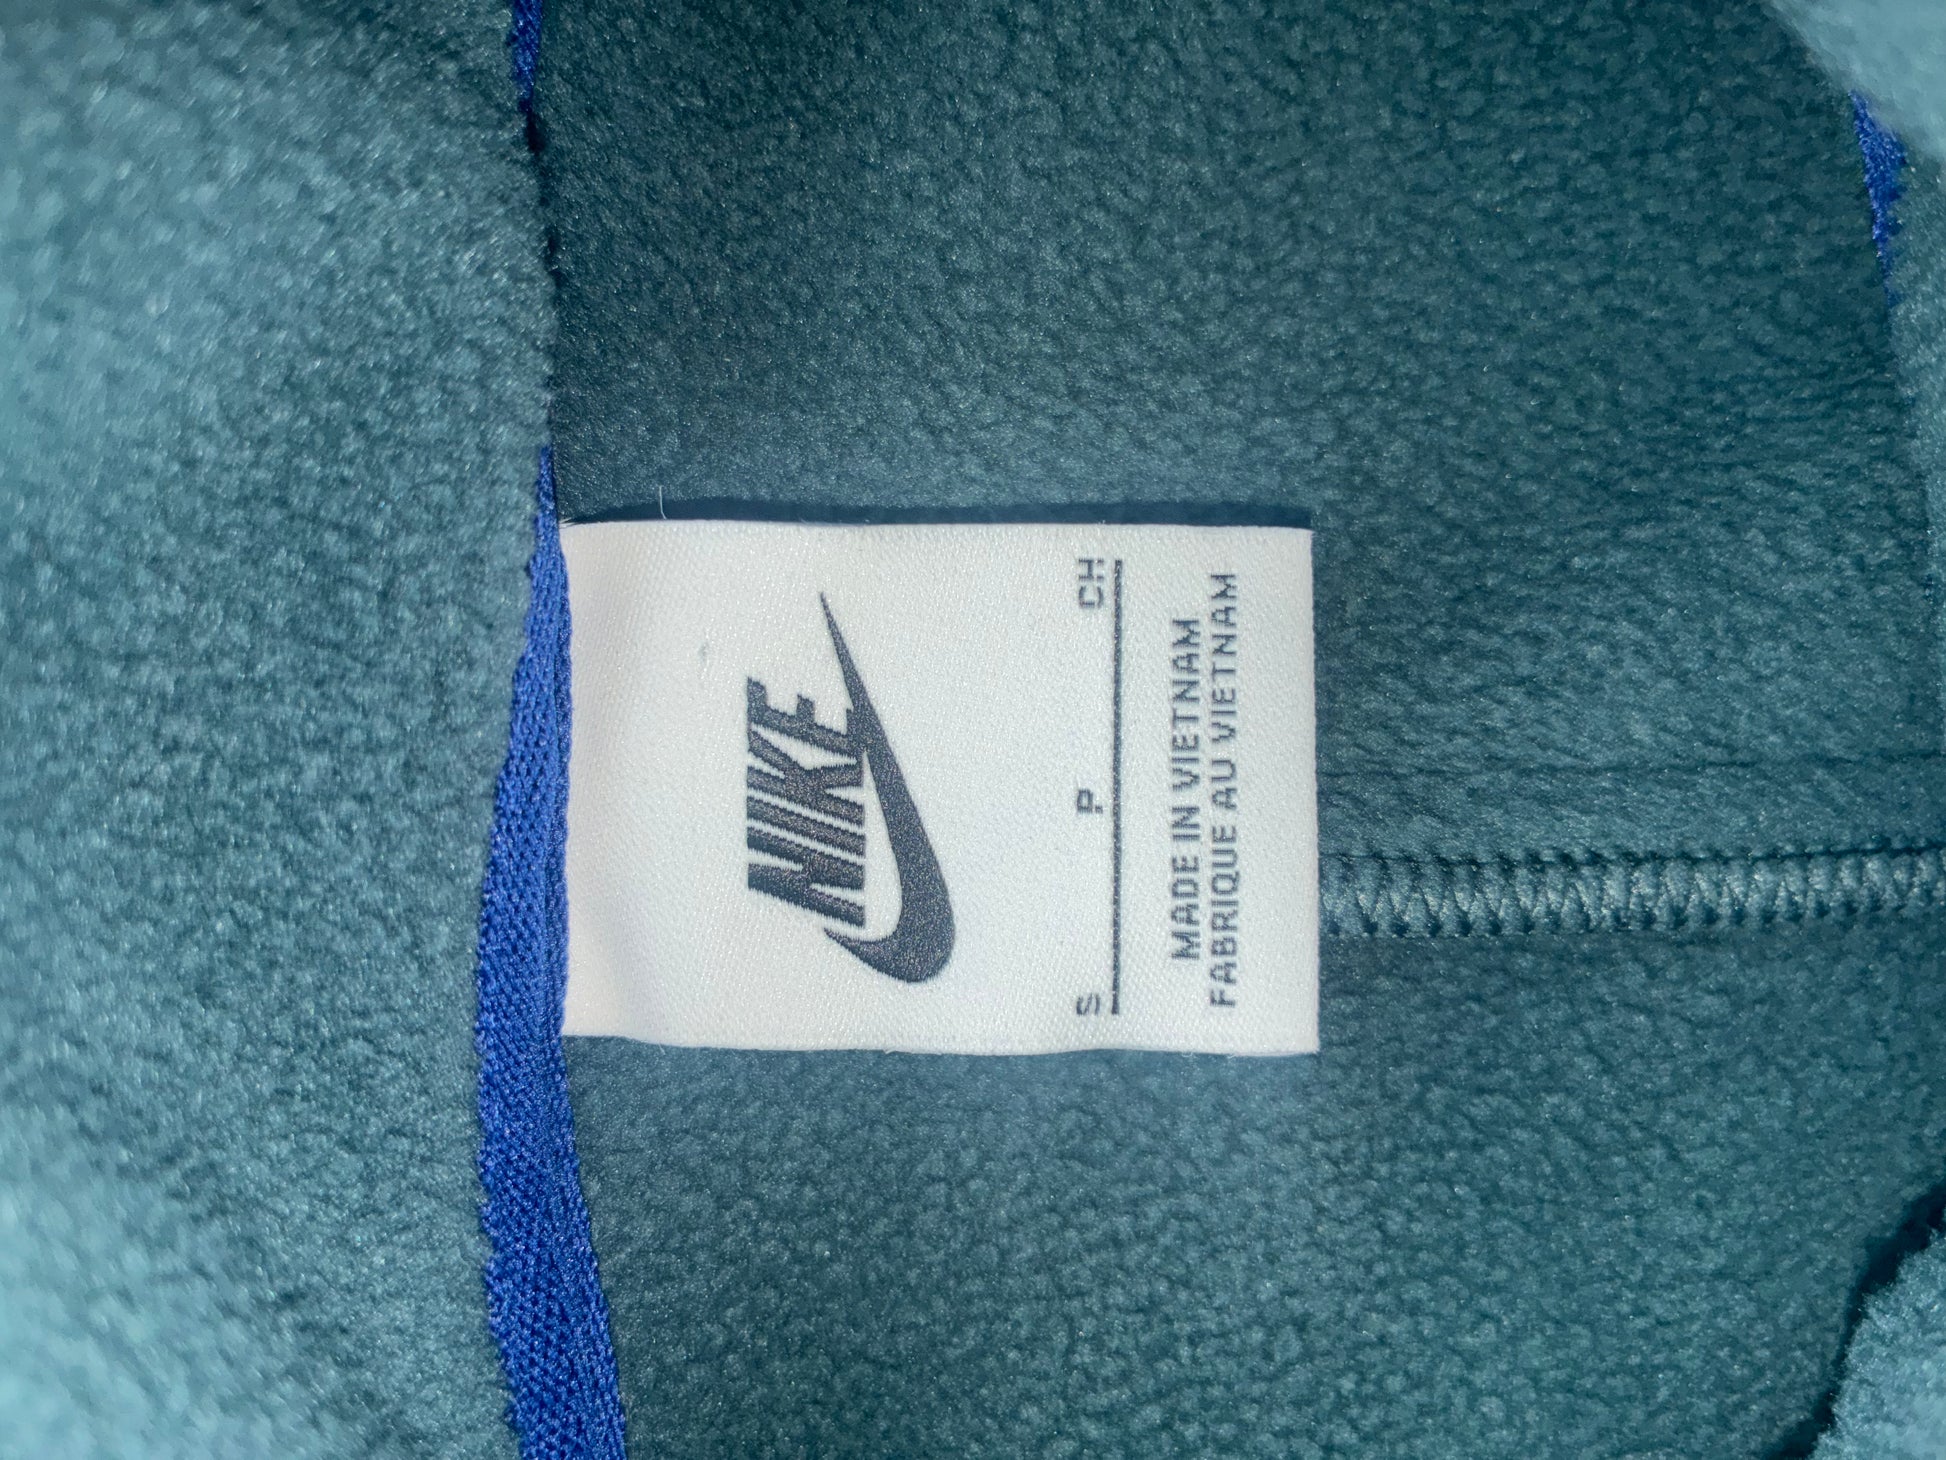 NIKE
S P CH
MADE IN VIETNAM
FABRIQUE AU VIETNAM